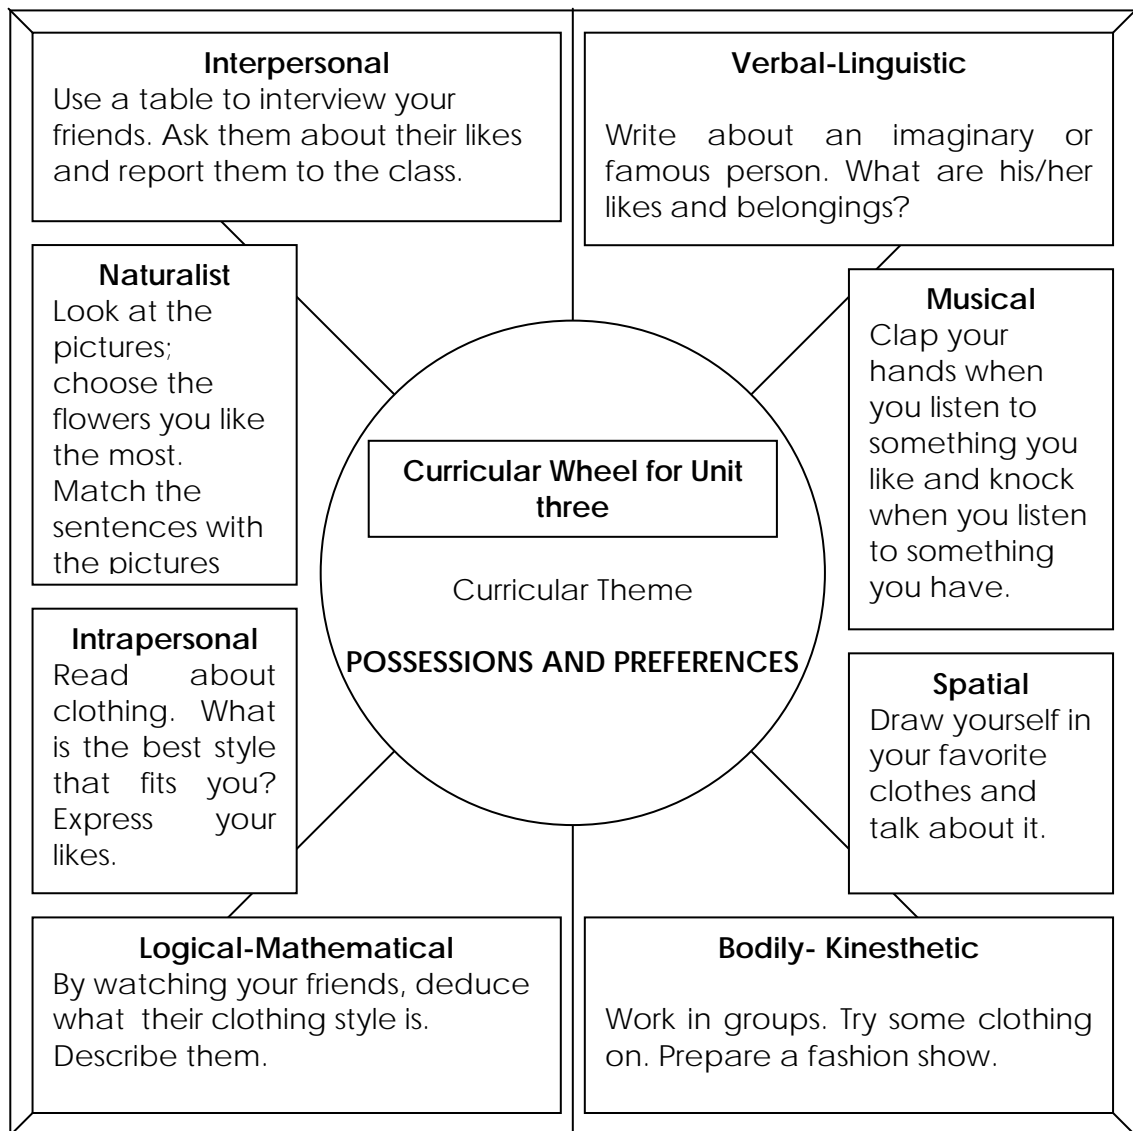 Interpersonal
Use a table to interview your
friends. Ask them about their likes
and report them to the class.
Verbal-Linguistic
Write about an imaginary or
famous person. What are his/her
likes and belongings?
Naturalist
Look at the
pictures;
choose the
flowers you like
the most.
Match the
sentences with
the pictures
Musical
Clap your
hands when
you listen to
something you
like and knock
when you listen
to something
you have.
Curricular Wheel for Unit
three
Curricular Theme
POSSESSIONS AND PREFERENCES
Intrapersonal
Read about
clothing. What
is the best style
that fits you?
Express your
likes.
Spatial
Draw yourself in
your favorite
clothes and
talk about it.
Logical-Mathematical
By watching your friends, deduce
what  their clothing style is.
Describe them.
Bodily- Kinesthetic
Work in groups. Try some clothing
on. Prepare a fashion show.